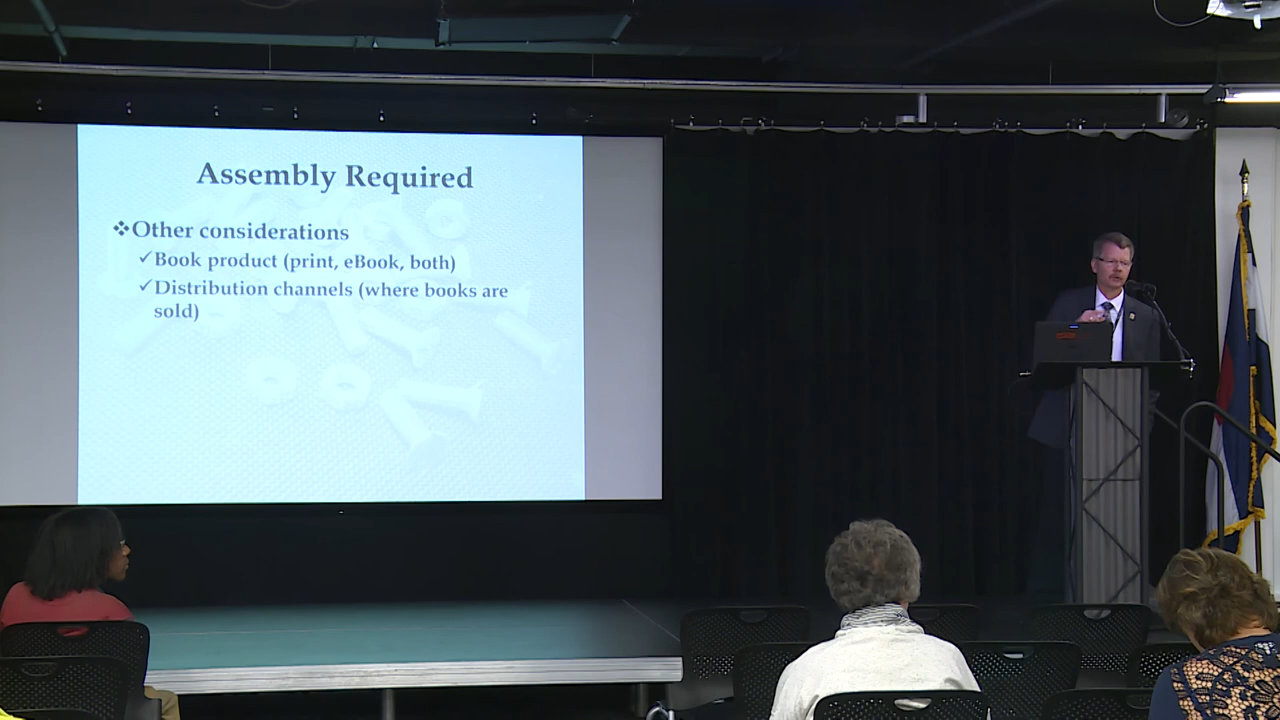 Assembly Required
❖Other considerations
✓Book product (print, eBook, both)
✓Distribution channels (where books are
sold)